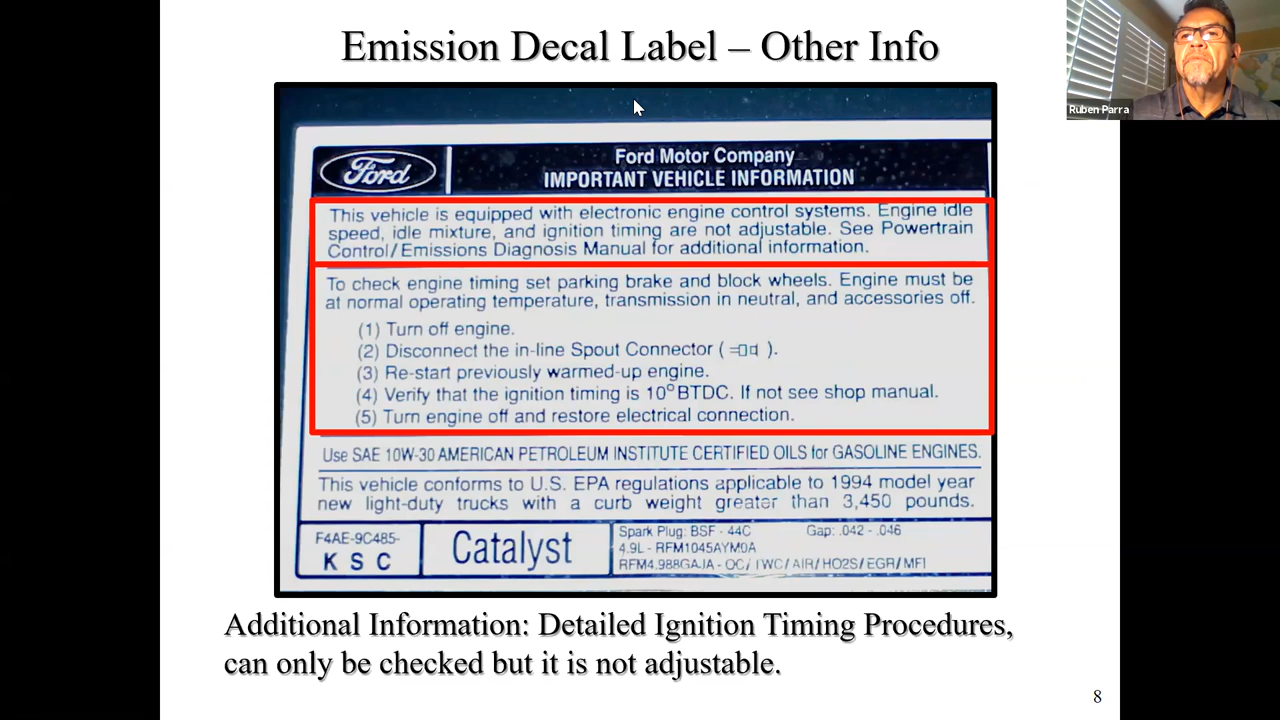 Emission Decal Label – Other Info
Ruben Parra
Ford
Ford Motor Company
IMPORTANT VEHICLE INFORMATION
This vehicle is equipped with electronic engine control systems. Engine idle
speed, idle mixture, and ignition timing are not adjustable. See Powertrain
Control/Emissions Diagnosis Manual for additional information.
To check engine timing set parking brake and block wheels. Engine must be
at normal operating temperature, transmission in neutral, and accessories off.
(1) Turn off engine.
(2) Disconnect the in-line Spout Connector ( ).
(3) Re-start previously warmed-up engine.
(4) Verify that the ignition timing is 10° BTDC. If not see shop manual.
(5) Turn engine off and restore electrical connection.
Use SAE 10W-30 AMERICAN PETROLEUM INSTITUTE CERTIFIED OILS for GASOLINE ENGINES.
This vehicle conforms to U.S. EPA regulations applicable to 1994 model year
new light-duty trucks with a curb weight greater than 3,450 pounds.
F4AE-9C485-
K S C
Catalyst
Spark Plug: BSF - 44C Gap: .042 - .046
4.9L - RFM1045AYM0A
RFM4.988GAJA - OC/TWC/AIR/HO2S/EGR/MFI
Additional Information: Detailed Ignition Timing Procedures,
can only be checked but it is not adjustable.
8